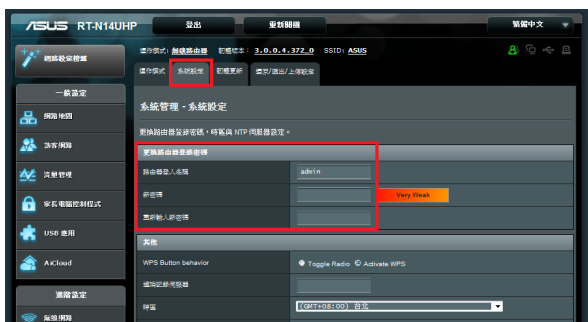 ASUS RT-N14UHP 登出 重新開機 繁體中文
操作模式: 無線路由器 韌體版本: 3.0.0.4.372_0 SSID: ASUS
網路設定精靈
操作模式 系統設定 韌體更新 還原/匯出/上傳設定
一般設定
系統管理 - 系統設定
網路地圖
更換路由器登錄密碼，時區與 NTP 伺服器設定。
訪客網路
更換路由器登錄密碼
流量管理
路由器登入名稱 admin
家長電腦控制程式
新密碼 Very Weak
重新輸入新密碼
USB 應用
其他
AiCloud
WPS Button behavior Toggle Radio Activate WPS
遠端記錄伺服器
進階設定
時區 (GMT+08:00) 台北
無線網路